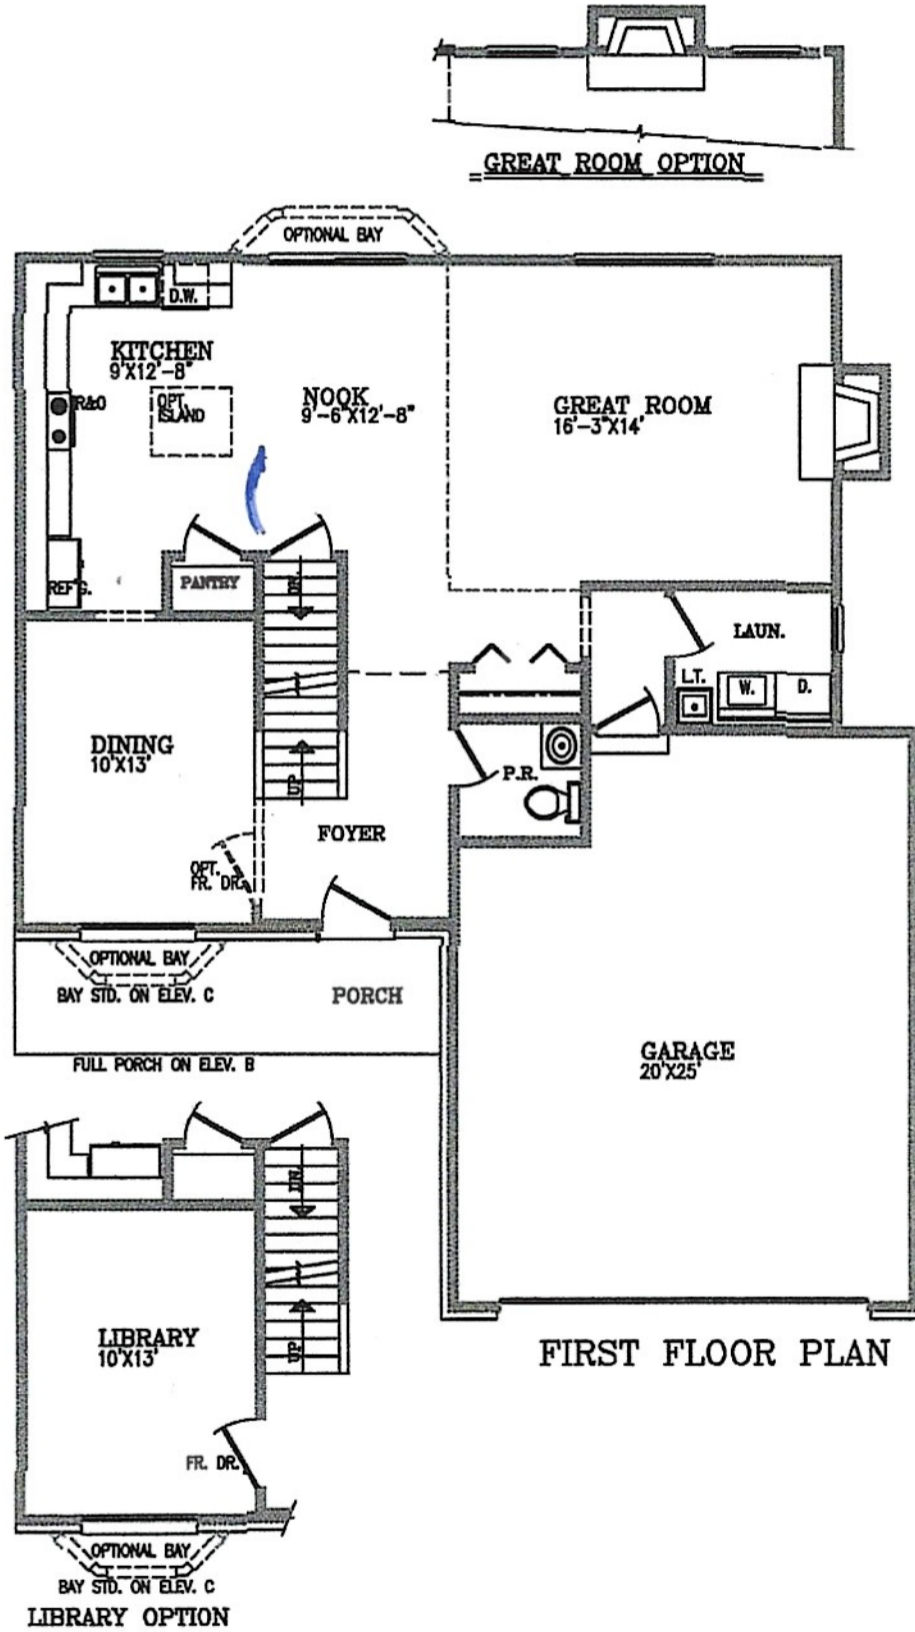 GREAT ROOM OPTION
OPTIONAL BAY
D.W.
KITCHEN
9'X12'-8"
R&O
OPT.
ISLAND
NOOK
9'-6"X12'-8"
GREAT ROOM
16'-3"X14'
REF'G.
PANTRY
DN.
LAUN.
L.T.
W.
D.
DINING
10'X13'
UP
P.R.
FOYER
OPT.
FR. DR.
OPTIONAL BAY
BAY STD. ON ELEV. C
PORCH
FULL PORCH ON ELEV. B
GARAGE
20'X25'
DN.
UP
LIBRARY
10'X13'
FR. DR.
FIRST FLOOR PLAN
OPTIONAL BAY
BAY STD. ON ELEV. C
LIBRARY OPTION